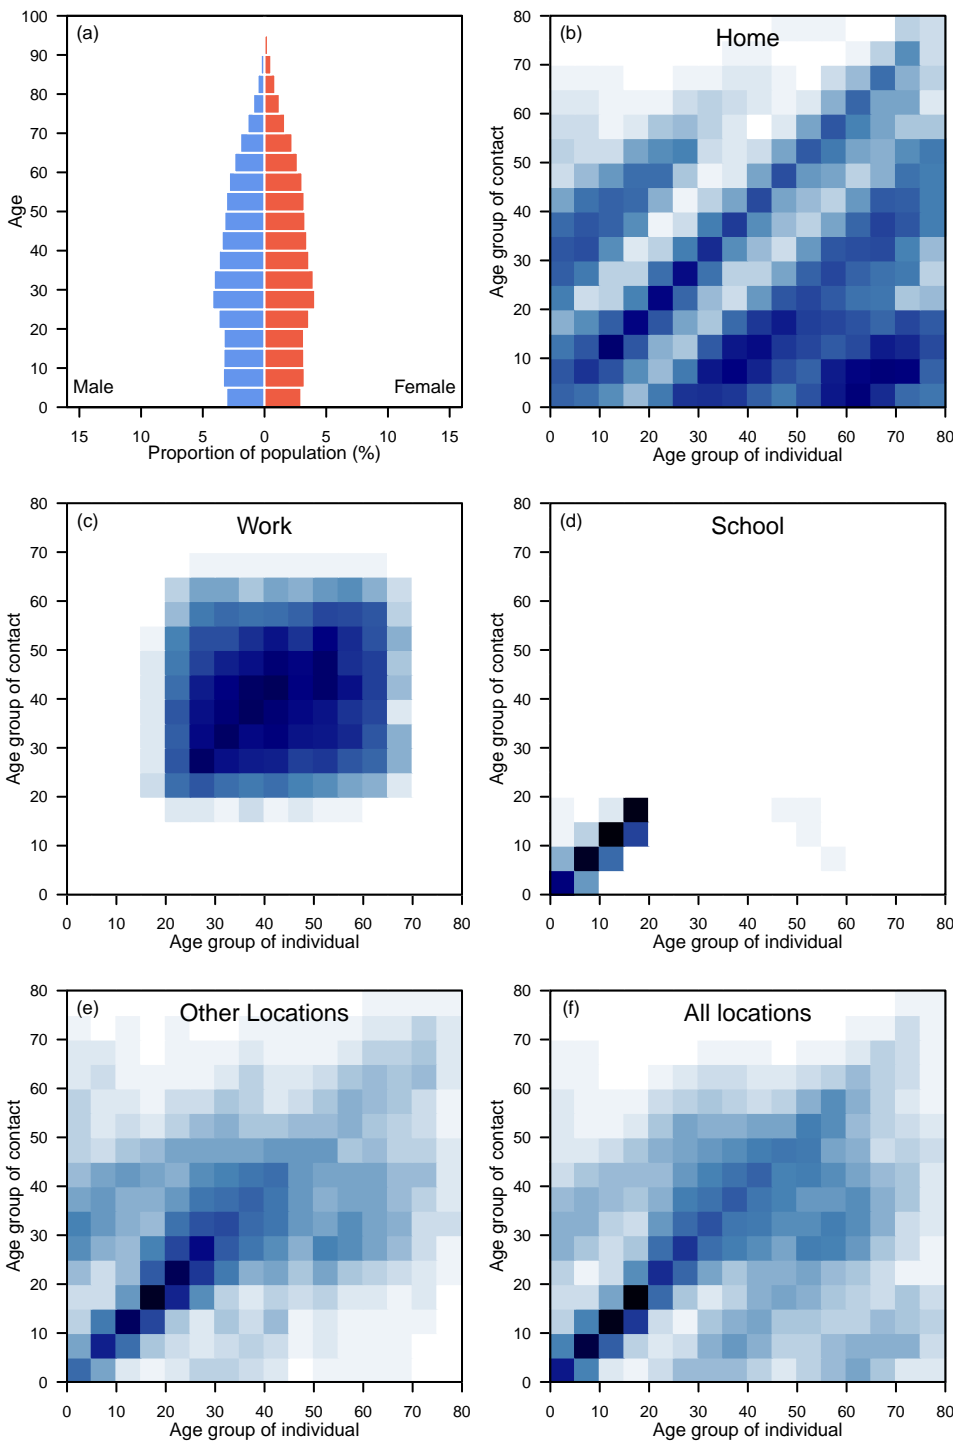 (a)
100
90
80
70
60
50
40
30
20
10
0
Age
Male
Female
15 10 5 0 5 10 15
Proportion of population (%)
(b)
Home
80
70
60
50
40
30
20
10
0
Age group of contact
0 10 20 30 40 50 60 70 80
Age group of individual
(c)
Work
80
70
60
50
40
30
20
10
0
Age group of contact
0 10 20 30 40 50 60 70 80
Age group of individual
(d)
School
80
70
60
50
40
30
20
10
0
Age group of contact
0 10 20 30 40 50 60 70 80
Age group of individual
(e)
Other Locations
80
70
60
50
40
30
20
10
0
Age group of contact
0 10 20 30 40 50 60 70 80
Age group of individual
(f)
All locations
80
70
60
50
40
30
20
10
0
Age group of contact
0 10 20 30 40 50 60 70 80
Age group of individual